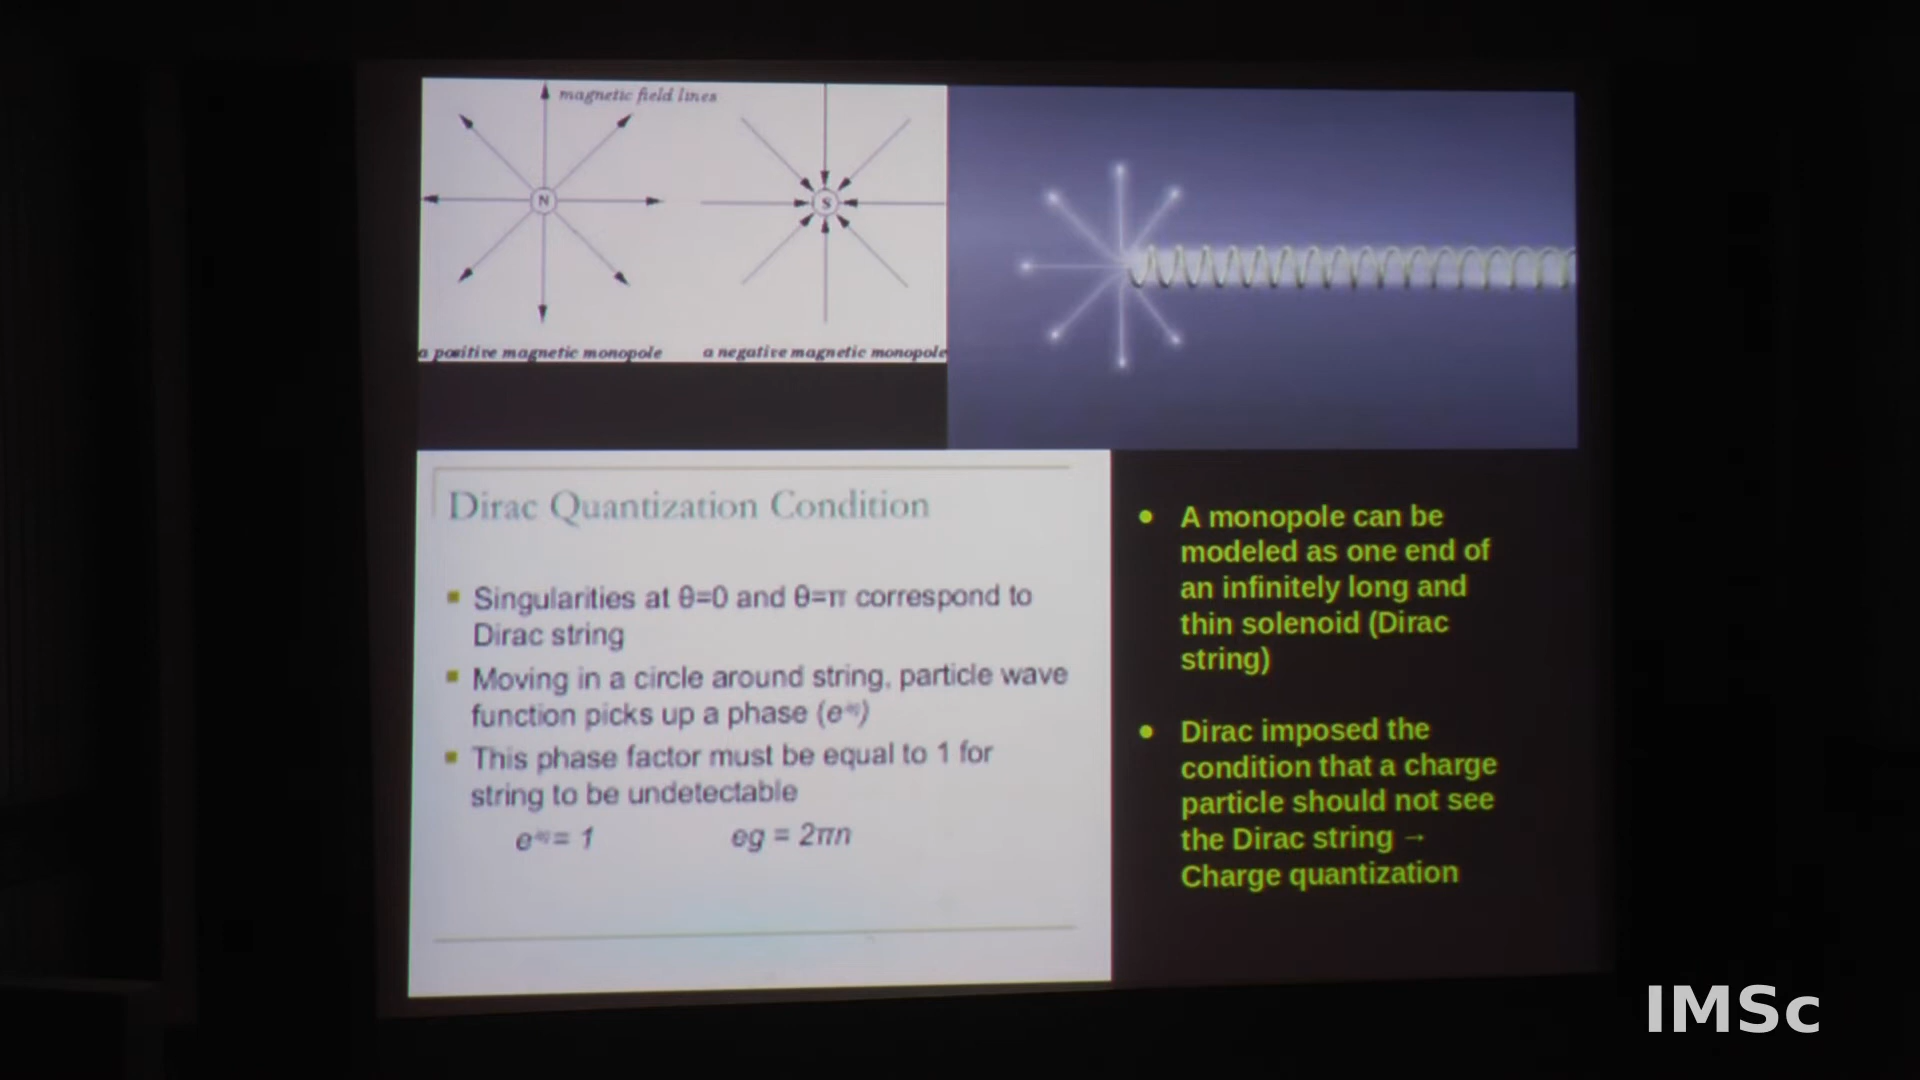 magnetic field lines
N
S
a positive magnetic monopole
a negative magnetic monopole
Dirac Quantization Condition
Singularities at θ=0 and θ=π correspond to
Dirac string
Moving in a circle around string, particle wave
function picks up a phase (e
This phase factor must be equal to 1 for
string to be undetectable
e = 1
eg = 2πn
• A monopole can be
modeled as one end of
an infinitely long and
thin solenoid (Dirac
string)
• Dirac imposed the
condition that a charge
particle should not see
the Dirac string →
Charge quantization
IMSc